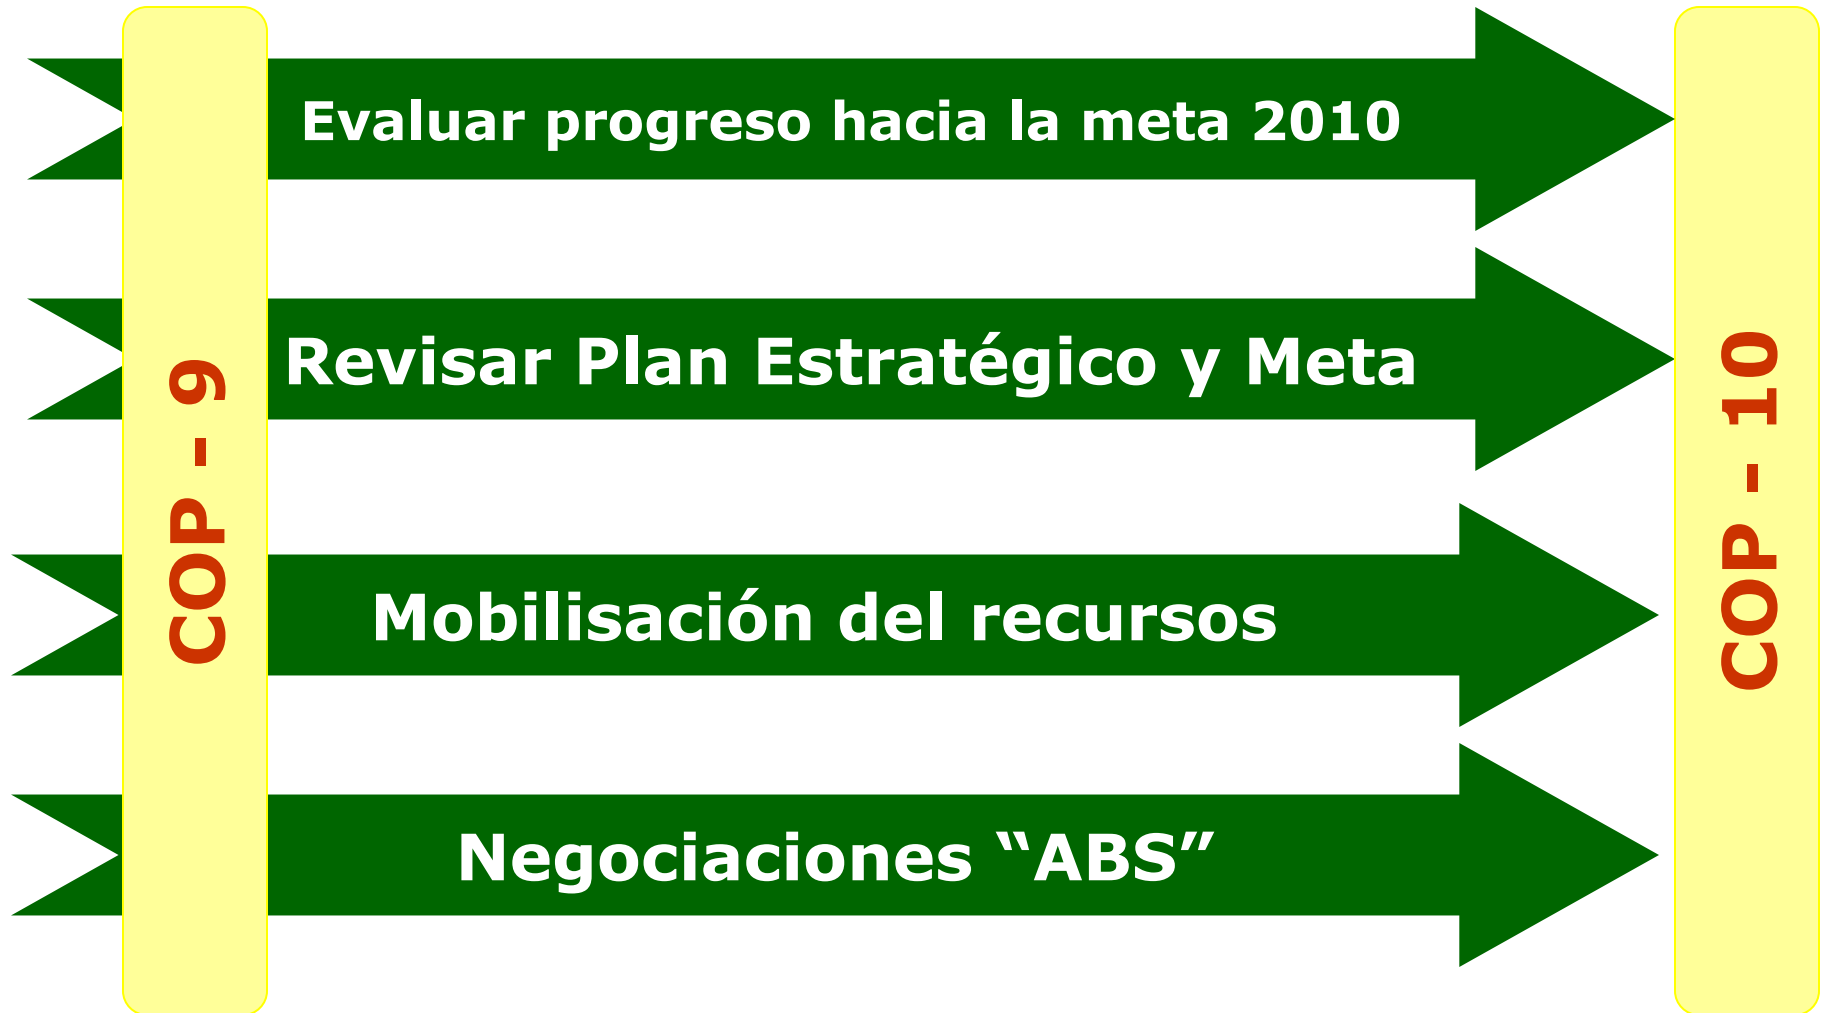 COP - 9
Evaluar progreso hacia la meta 2010
Revisar Plan Estratégico y Meta
Mobilisación del recursos
Negociaciones “ABS”
COP - 10